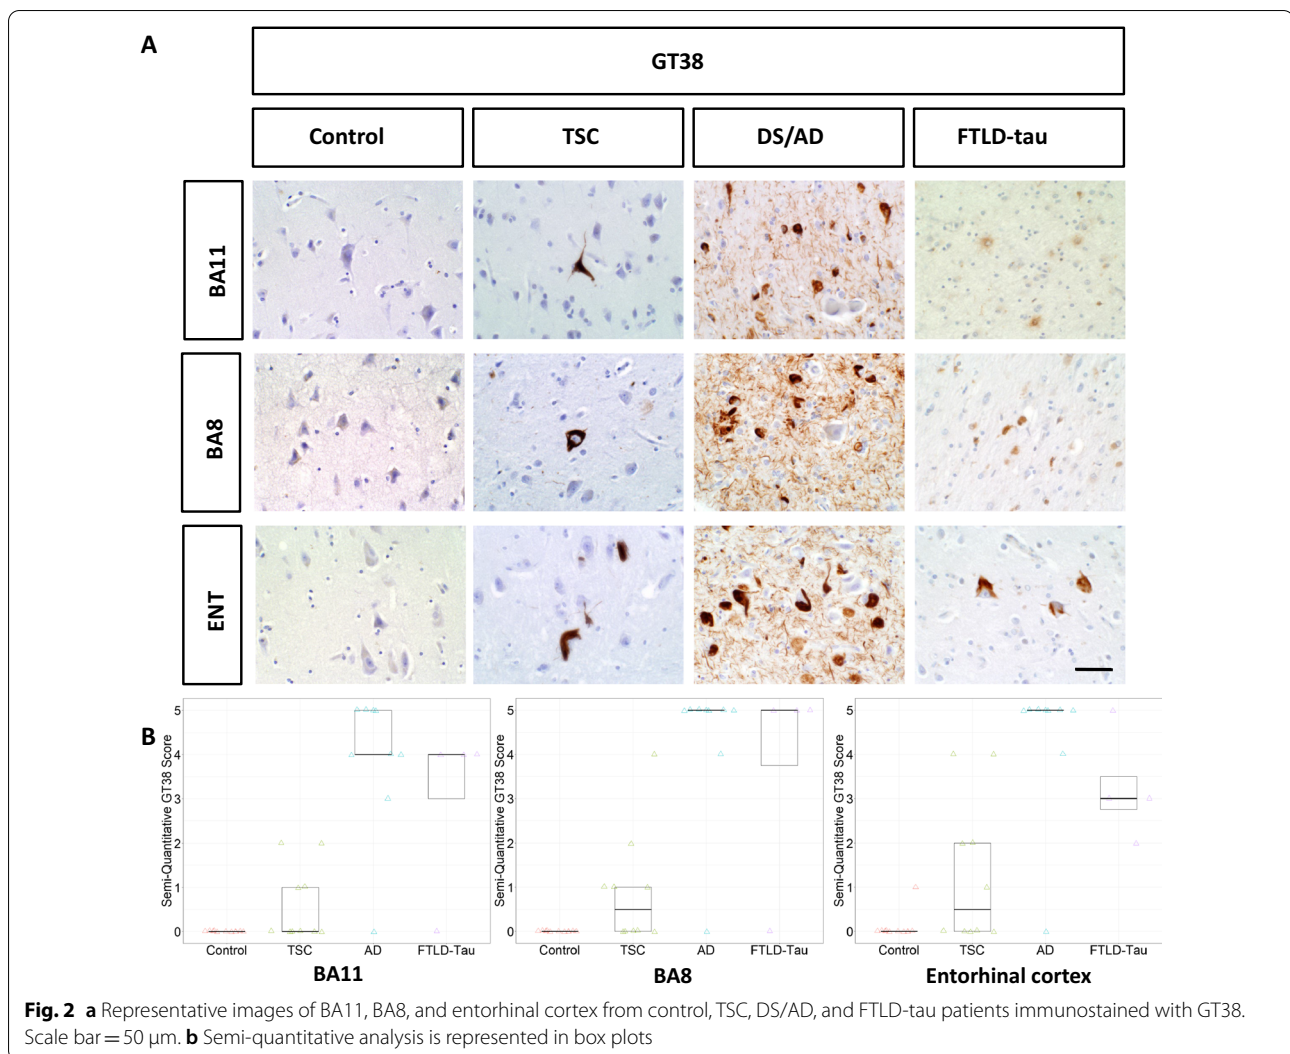 A
GT38
Control
TSC
DS/AD
FTLD-tau
BA11
BA8
ENT
B
Semi-Quantitative GT38 Score
5
4
3
2
1
0
Control
TSC
AD
FTLD-Tau
BA11
Semi-Quantitative GT38 Score
5
4
3
2
1
0
Control
TSC
AD
FTLD-Tau
BA8
Semi-Quantitative GT38 Score
5
4
3
2
1
0
Control
TSC
AD
FTLD-Tau
Entorhinal cortex
Fig. 2 a Representative images of BA11, BA8, and entorhinal cortex from control, TSC, DS/AD, and FTLD-tau patients immunostained with GT38.
Scale bar = 50 μm. b Semi-quantitative analysis is represented in box plots